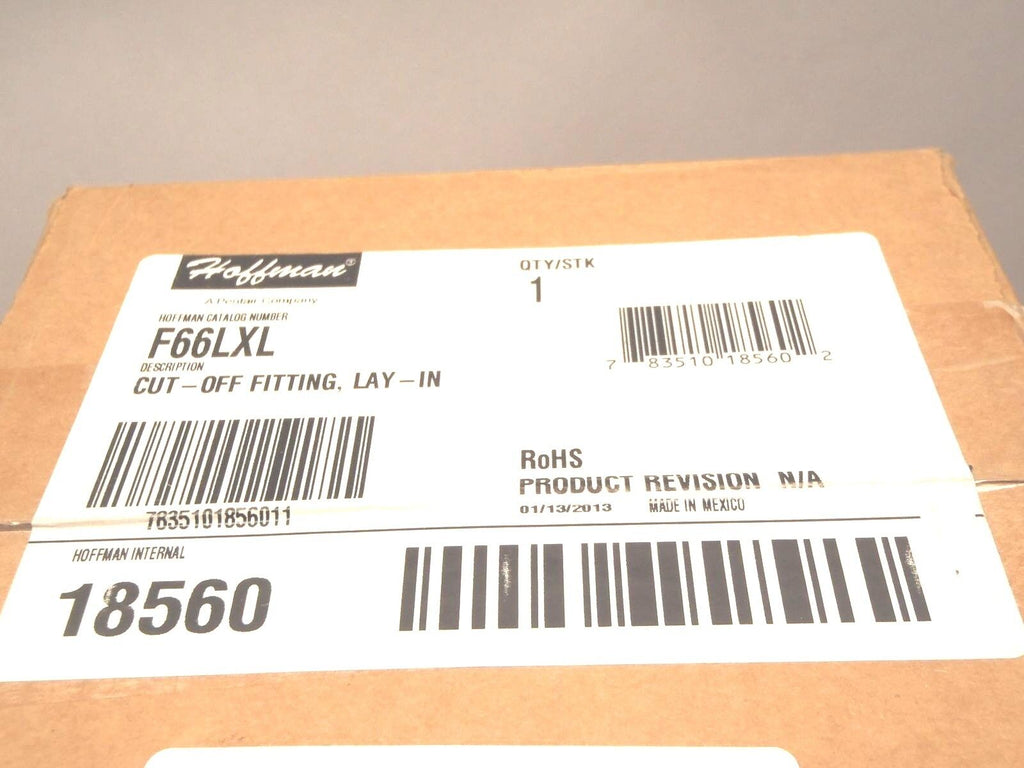 Hoffman®
A Pentair Company
HOFFMAN CATALOG NUMBER
F66LXL
DESCRIPTION
CUT-OFF FITTING, LAY-IN
QTY/STK
1
7 83510 18560 2
7835101856011
RoHS
PRODUCT REVISION N/A
01/13/2013 MADE IN MEXICO
HOFFMAN INTERNAL
18560